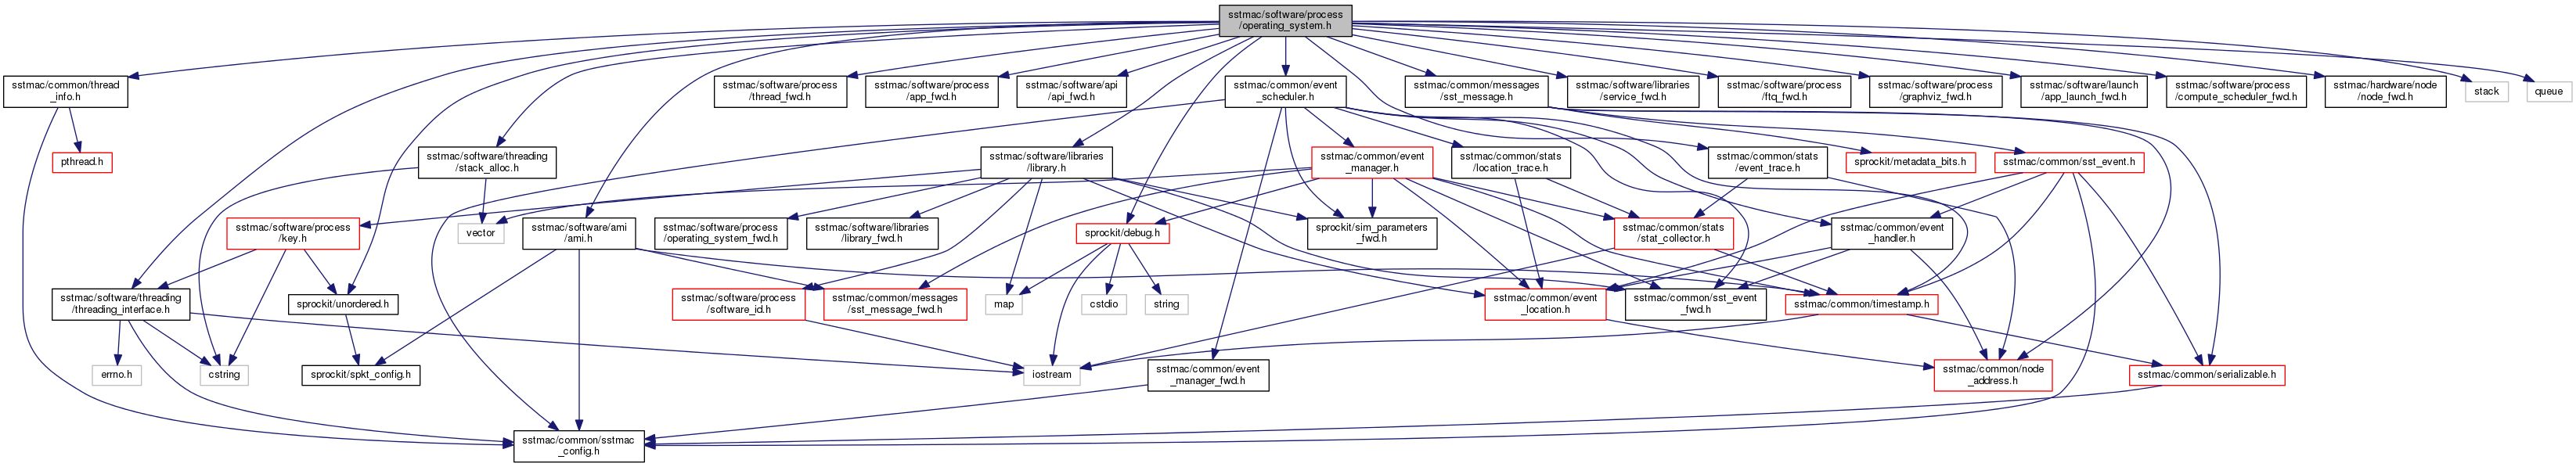 sstmac/software/process
/operating_system.h
sstmac/common/thread
_info.h
sstmac/software/process
/thread_fwd.h
sstmac/software/process
/app_fwd.h
sstmac/software/api
/api_fwd.h
sstmac/common/event
_scheduler.h
sstmac/common/messages
/sst_message.h
sstmac/software/libraries
/service_fwd.h
sstmac/software/process
/ftq_fwd.h
sstmac/software/process
/graphviz_fwd.h
sstmac/software/launch
/app_launch_fwd.h
sstmac/software/process
/compute_scheduler_fwd.h
sstmac/hardware/node
/node_fwd.h
stack
queue
pthread.h
sstmac/software/threading
/stack_alloc.h
sstmac/software/libraries
/library.h
sstmac/common/event
_manager.h
sstmac/common/stats
/location_trace.h
sstmac/common/stats
/event_trace.h
sprockit/metadata_bits.h
sstmac/common/sst_event.h
sstmac/software/process
/key.h
vector
sstmac/software/ami
/ami.h
sstmac/software/process
/operating_system_fwd.h
sstmac/software/libraries
/library_fwd.h
sprockit/debug.h
sprockit/sim_parameters
_fwd.h
sstmac/common/stats
/stat_collector.h
sstmac/common/event
_handler.h
sstmac/software/threading
/threading_interface.h
sprockit/unordered.h
sstmac/software/process
/software_id.h
sstmac/common/messages
/sst_message_fwd.h
map
cstdio
string
sstmac/common/event
_location.h
sstmac/common/sst_event
_fwd.h
sstmac/common/timestamp.h
errno.h
cstring
sprockit/spkt_config.h
iostream
sstmac/common/event
_manager_fwd.h
sstmac/common/node
_address.h
sstmac/common/serializable.h
sstmac/common/sstmac
_config.h